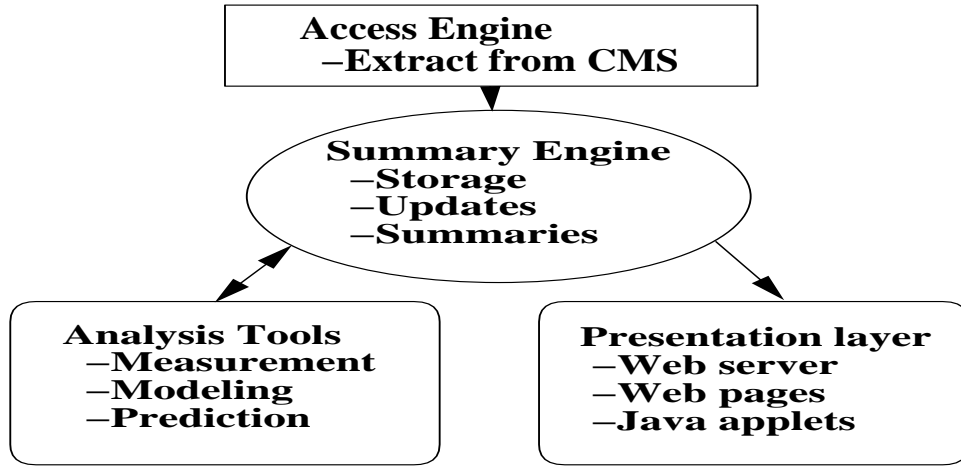 Access Engine
–Extract from CMS
Summary Engine
–Storage
–Updates
–Summaries
Analysis Tools
–Measurement
–Modeling
–Prediction
Presentation layer
–Web server
–Web pages
–Java applets